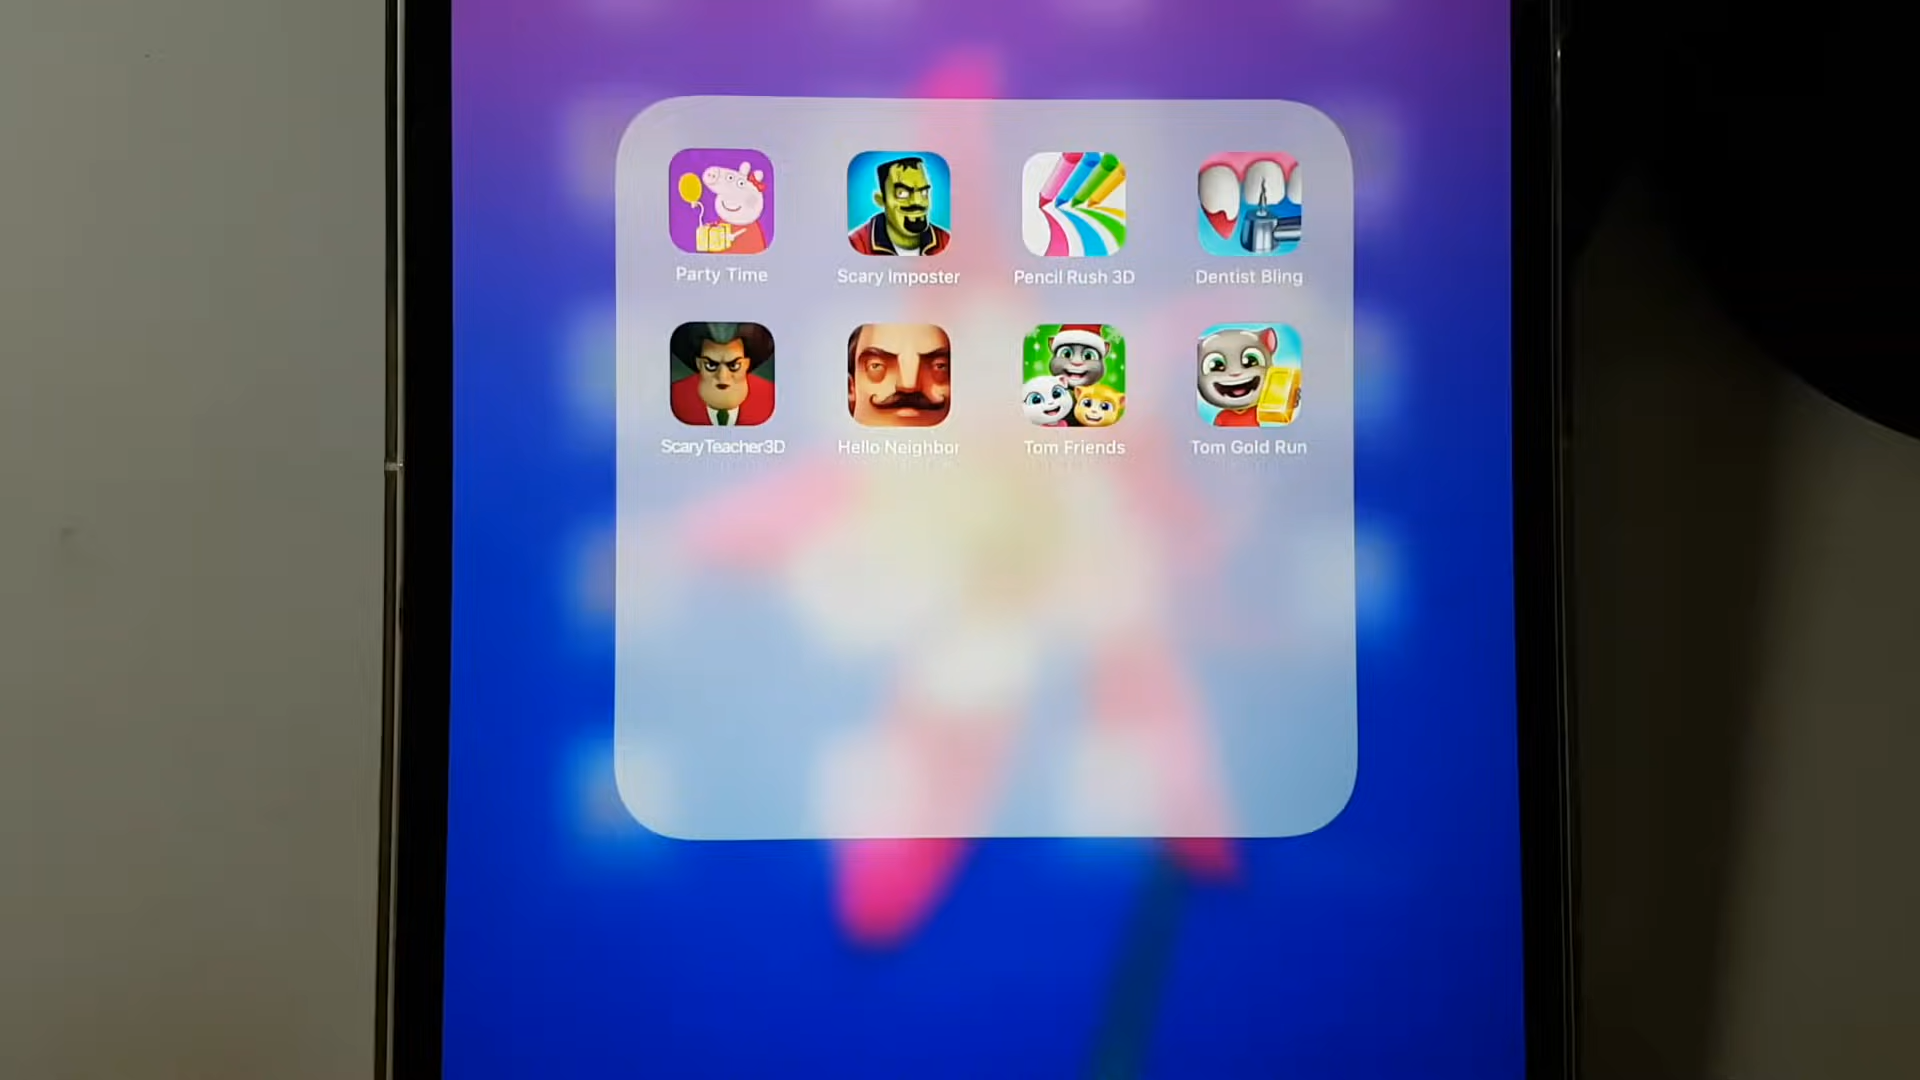 Party Time
Scary Imposter
Pencil Rush 3D
Dentist Bling
ScaryTeacher3D
Hello Neighbor
Tom Friends
Tom Gold Run